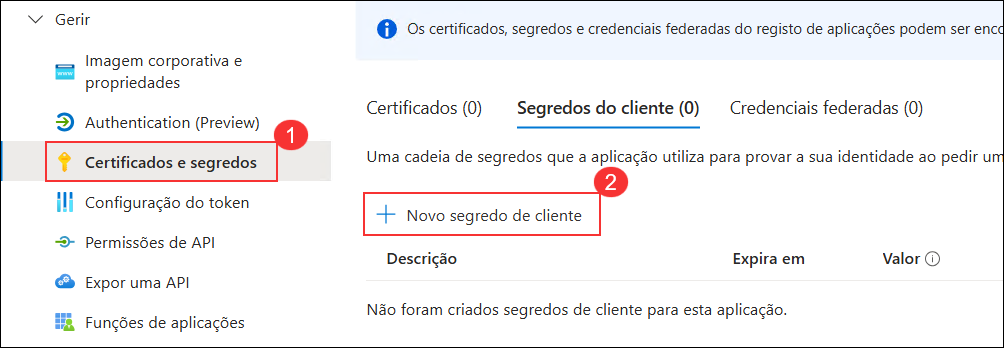 Gerir
Imagem corporativa e
propriedades
Authentication (Preview)
1
Certificados e segredos
Configuração do token
Permissões de API
Expor uma API
Funções de aplicações
Os certificados, segredos e credenciais federadas do registo de aplicações podem ser enco
Certificados (0) Segredos do cliente (0) Credenciais federadas (0)
Uma cadeia de segredos que a aplicação utiliza para provar a sua identidade ao pedir um
2
Novo segredo de cliente
Descrição Expira em Valor
Não foram criados segredos de cliente para esta aplicação.